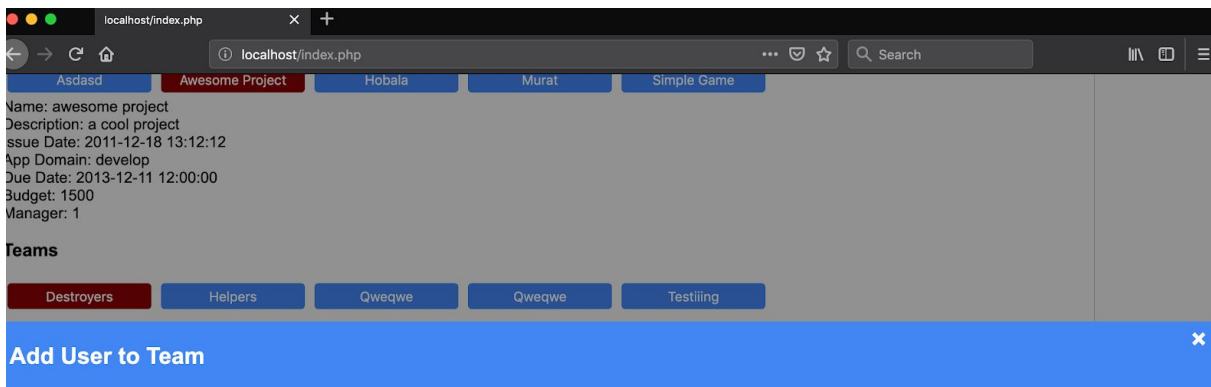 localhost/index.php
localhost/index.php
Search
Asdasd Awesome Project Hobala Murat Simple Game
Name: awesome project
Description: a cool project
Issue Date: 2011-12-18 13:12:12
App Domain: develop
Due Date: 2013-12-11 12:00:00
Budget: 1500
Manager: 1
Teams
Destroyers Helpers Qweqwe Qweqwe Testiiing
Add User to Team